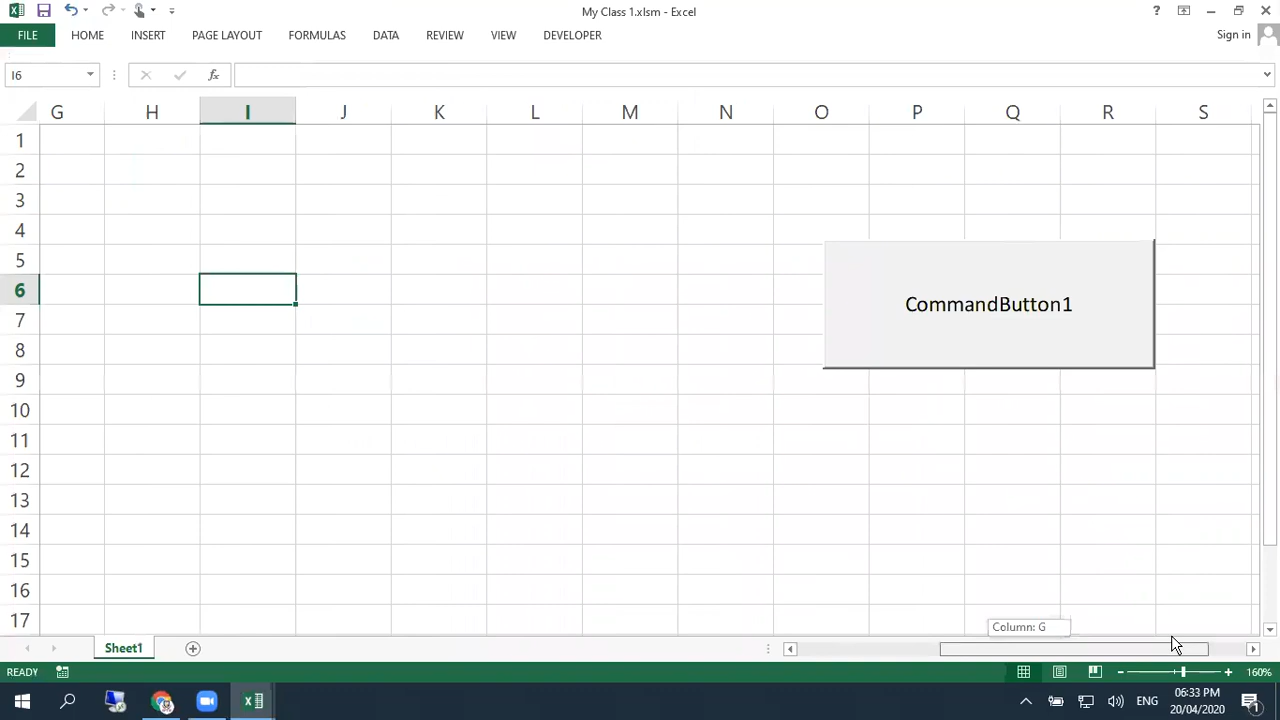 My Class 1.xlsm - Excel
?
FILE HOME INSERT PAGE LAYOUT FORMULAS DATA REVIEW VIEW DEVELOPER Sign in
I6 fx
G H I J K L M N O P Q R S
1
2
3
4
5
6
7
8
9
10
11
12
13
14
15
16
17
CommandButton1
Column: G
Sheet1
READY 160%
ENG
06:33 PM
20/04/2020
1